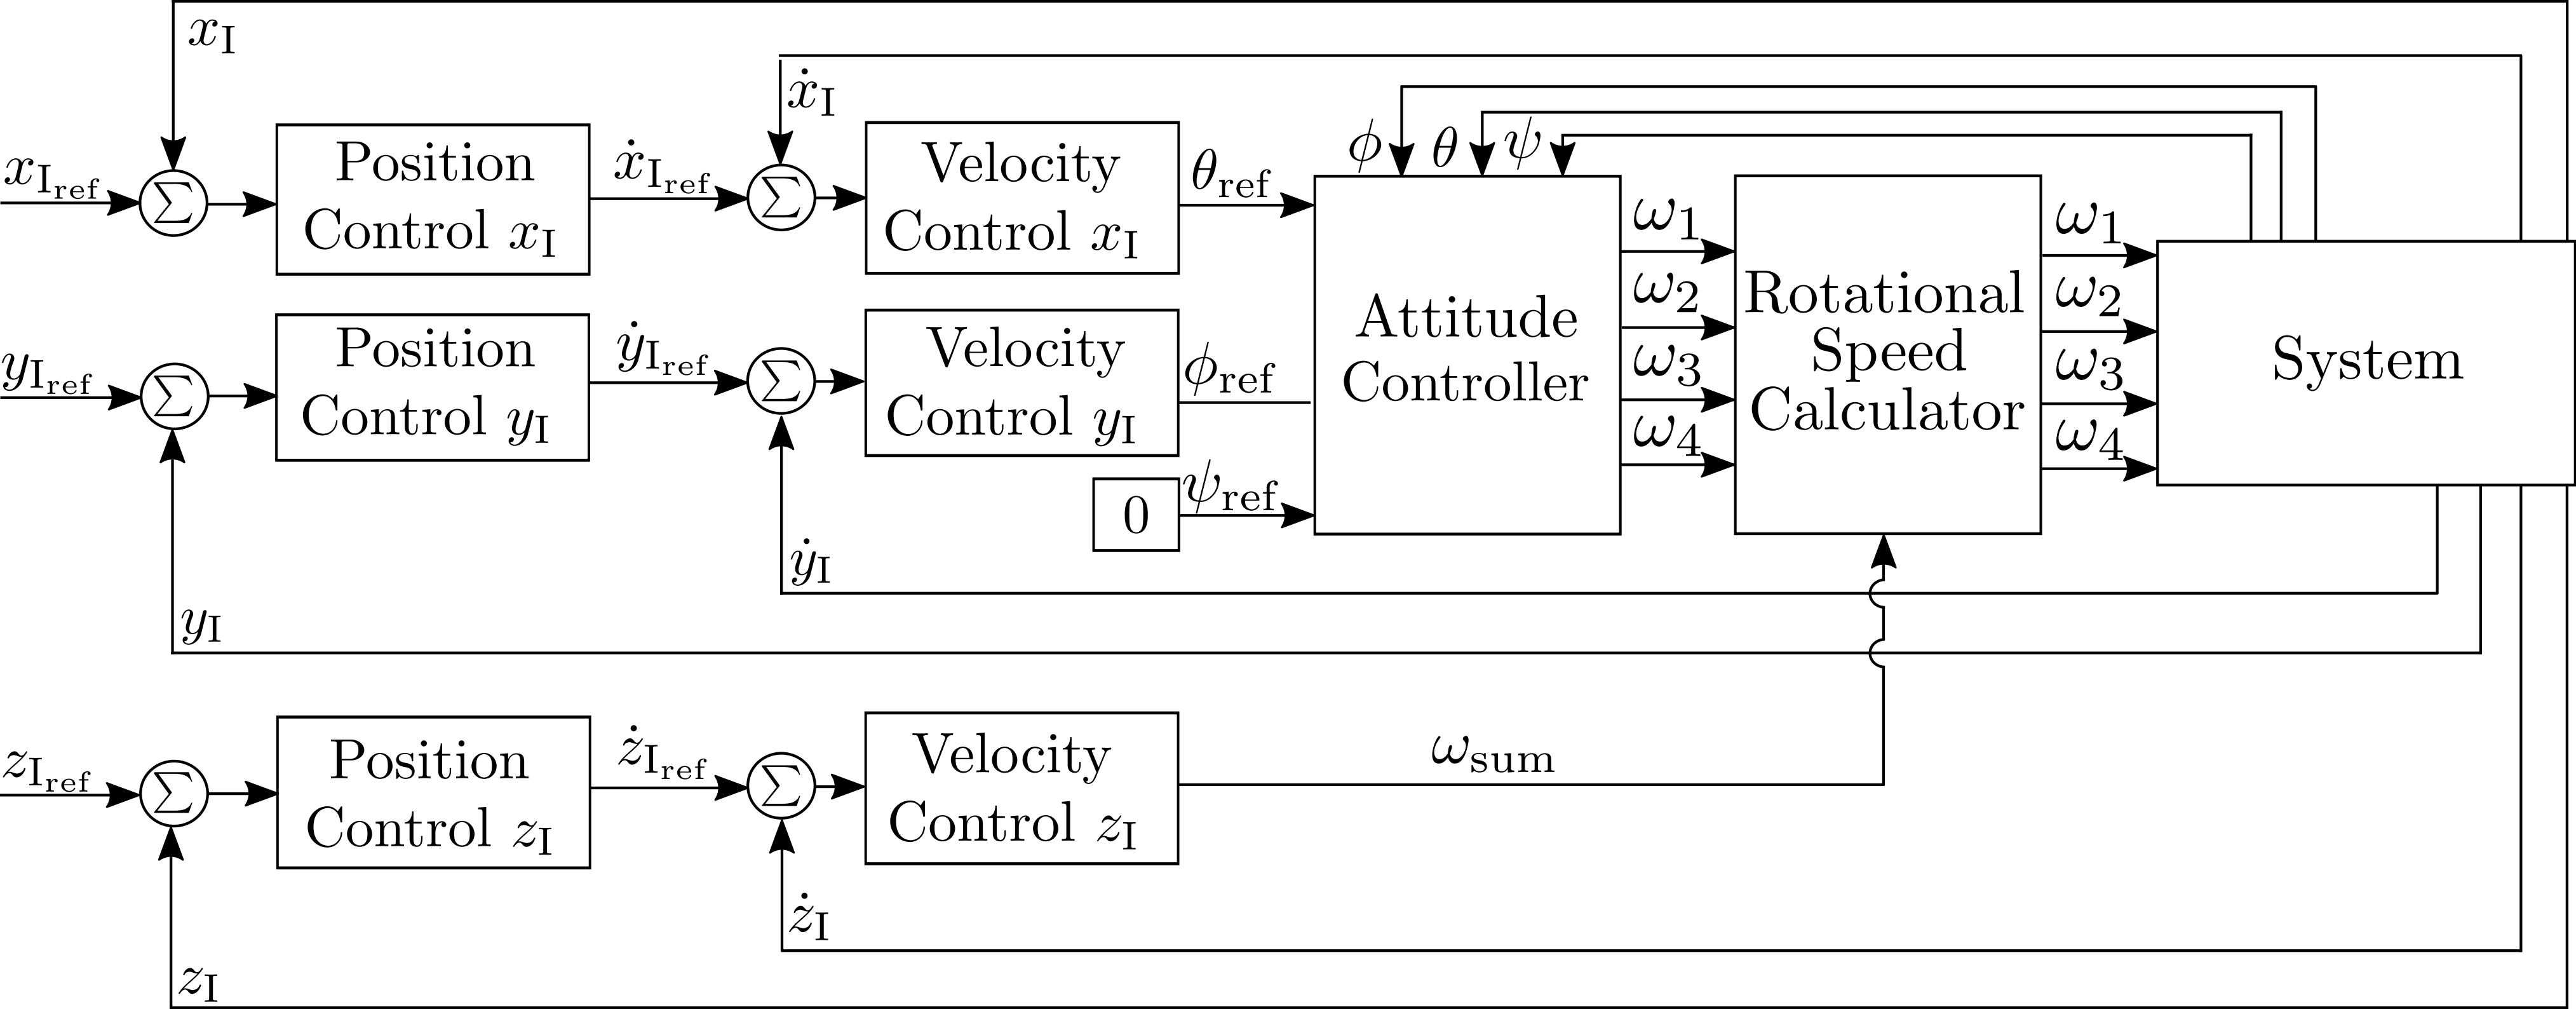 x_I
ẋ_I
ϕ θ ψ
x_I_ref
Σ
Position
Control x_I
ẋ_I_ref
Σ
Velocity
Control x_I
θ_ref
y_I_ref
Σ
Position
Control y_I
ẏ_I_ref
Σ
Velocity
Control y_I
ϕ_ref
0
ψ_ref
Attitude
Controller
ω_1
ω_2
ω_3
ω_4
Rotational
Speed
Calculator
ω_1
ω_2
ω_3
ω_4
System
ẏ_I
y_I
z_I_ref
Σ
Position
Control z_I
ż_I_ref
Σ
Velocity
Control z_I
ω_sum
ż_I
z_I